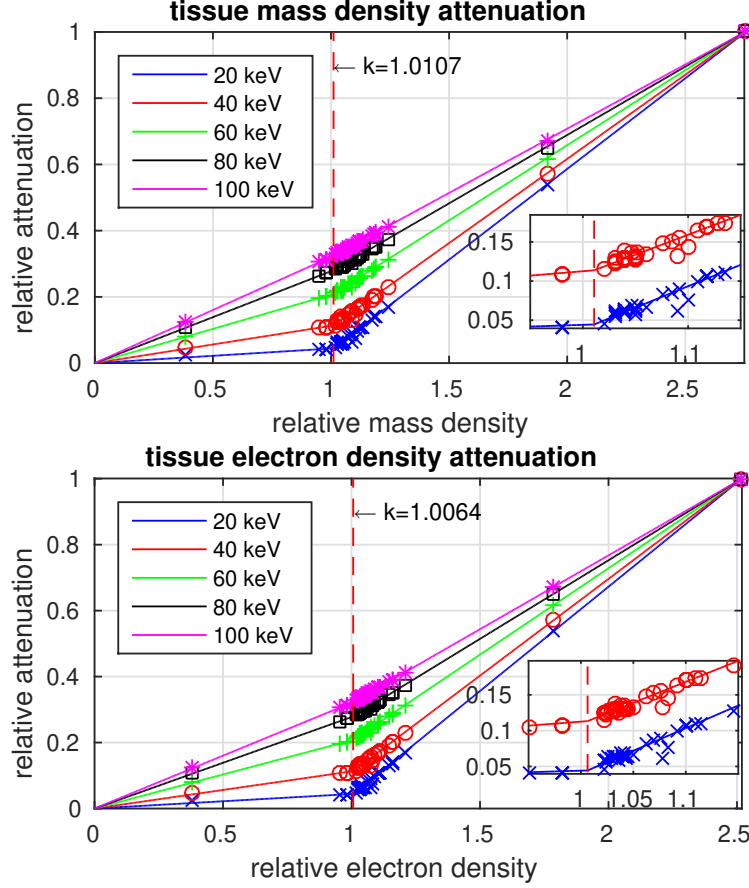 tissue mass density attenuation
relative attenuation
1
0.8
0.6
0.4
0.2
0
20 keV
40 keV
60 keV
80 keV
100 keV
← k=1.0107
0.15
0.1
0.05
1
1.1
0
0.5
1
1.5
2
2.5
relative mass density
tissue electron density attenuation
relative attenuation
1
0.8
0.6
0.4
0.2
0
20 keV
40 keV
60 keV
80 keV
100 keV
← k=1.0064
0.15
0.1
0.05
1
1.05
1.1
0
0.5
1
1.5
2
2.5
relative electron density